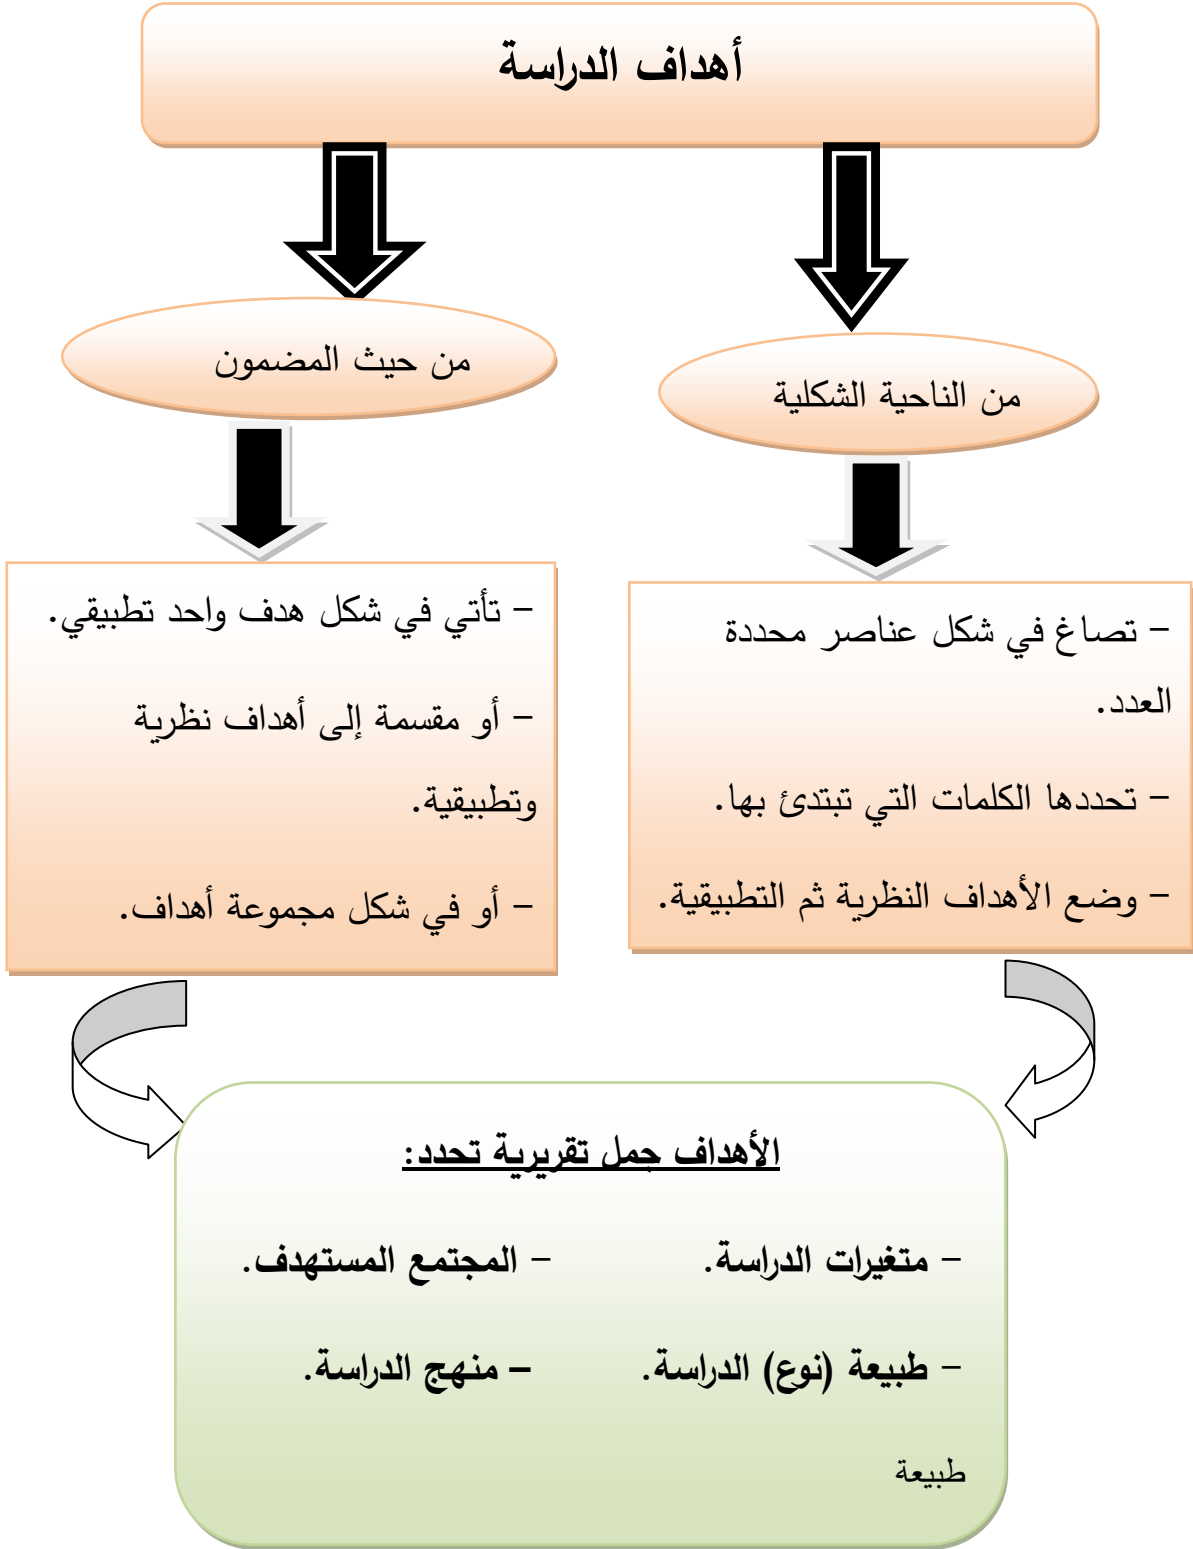 أهداف الدراسة
من الناحية الشكلية
من حيث المضمون
– تصاغ في شكل عناصر محددة
العدد.
– تحددها الكلمات التي تبتدئ بها.
– وضع الأهداف النظرية ثم التطبيقية.
– تأتي في شكل هدف واحد تطبيقي.
– أو مقسمة إلى أهداف نظرية
وتطبيقية.
– أو في شكل مجموعة أهداف.
الأهداف جمل تقريرية تحدد:
– متغيرات الدراسة. – المجتمع المستهدف.
– طبيعة (نوع) الدراسة. – منهج الدراسة.
طبيعة